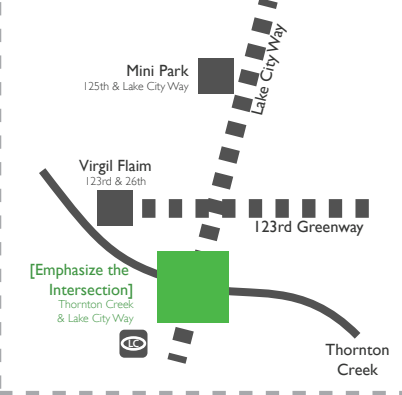 Mini Park
125th & Lake City Way
Lake City Way
Virgil Flaim
123rd & 26th
123rd Greenway
[Emphasize the
Intersection]
Thornton Creek
& Lake City Way
LC
Thornton
Creek